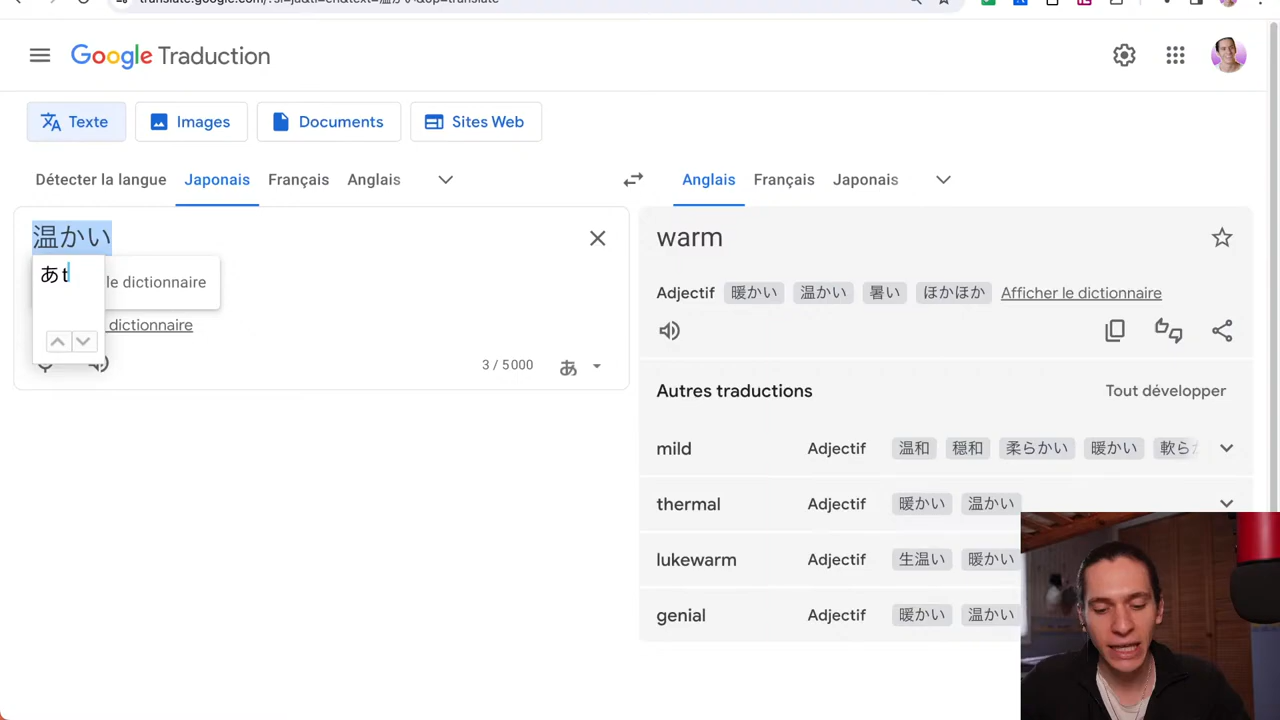 Google Traduction
Texte
Images
Documents
Sites Web
Détecter la langue
Japonais
Français
Anglais
Anglais
Français
Japonais
温かい
あt
le dictionnaire
dictionnaire
3 / 5000
あ
warm
Adjectif 暖かい 温かい 暑い ほかほか Afficher le dictionnaire
Autres traductions
Tout développer
mild Adjectif 温和 穏和 柔らかい 暖かい 軟らか
thermal Adjectif 暖かい 温かい
lukewarm Adjectif 生温い 暖かい
genial Adjectif 暖かい 温かい